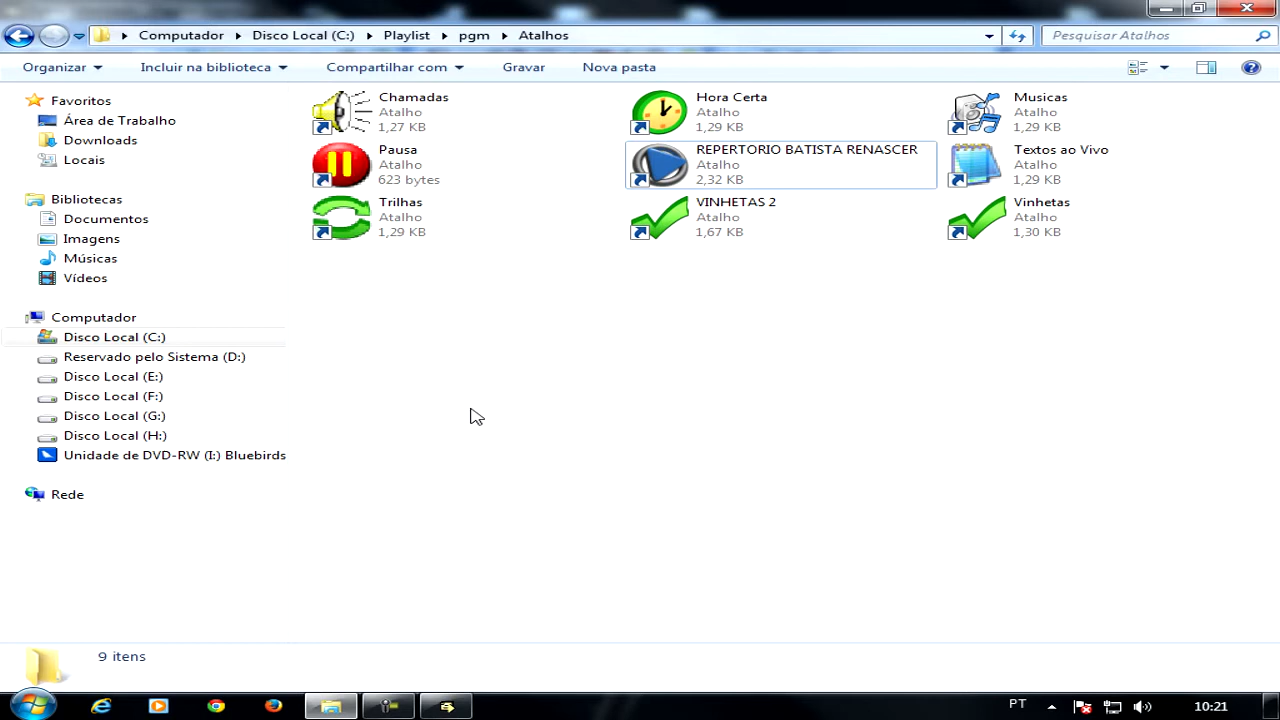 Computador Disco Local (C:) Playlist pgm Atalhos
Pesquisar Atalhos
Organizar Incluir na biblioteca Compartilhar com Gravar Nova pasta
Favoritos
Área de Trabalho
Downloads
Locais
Bibliotecas
Documentos
Imagens
Músicas
Vídeos
Computador
Disco Local (C:)
Reservado pelo Sistema (D:)
Disco Local (E:)
Disco Local (F:)
Disco Local (G:)
Disco Local (H:)
Unidade de DVD-RW (I:) Bluebirds
Rede
Chamadas
Atalho
1,27 KB
Hora Certa
Atalho
1,29 KB
Musicas
Atalho
1,29 KB
Pausa
Atalho
623 bytes
REPERTORIO BATISTA RENASCER
Atalho
2,32 KB
Textos ao Vivo
Atalho
1,29 KB
Trilhas
Atalho
1,29 KB
VINHETAS 2
Atalho
1,67 KB
Vinhetas
Atalho
1,30 KB
9 itens
PT
10:21